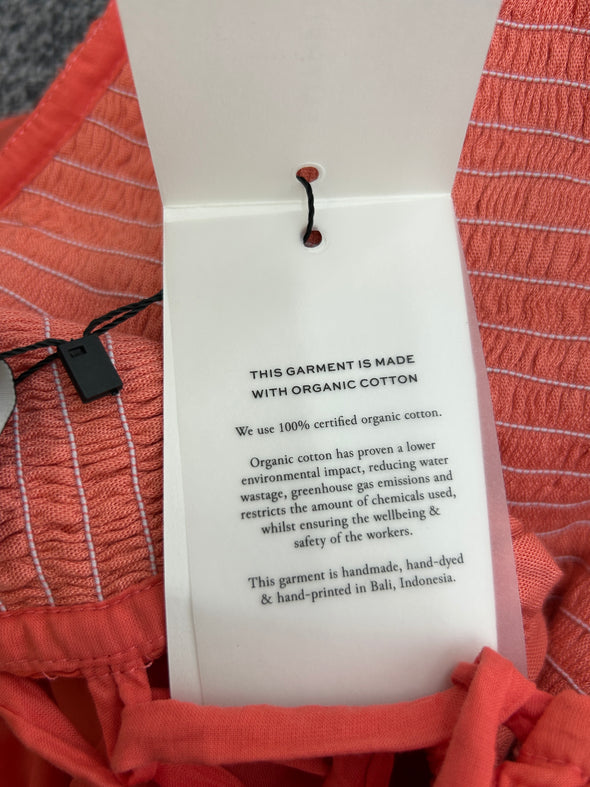 THIS GARMENT IS MADE
WITH ORGANIC COTTON
We use 100% certified organic cotton.
Organic cotton has proven a lower
environmental impact, reducing water
wastage, greenhouse gas emissions and
restricts the amount of chemicals used,
whilst ensuring the wellbeing &
safety of the workers.
This garment is handmade, hand-dyed
& hand-printed in Bali, Indonesia.